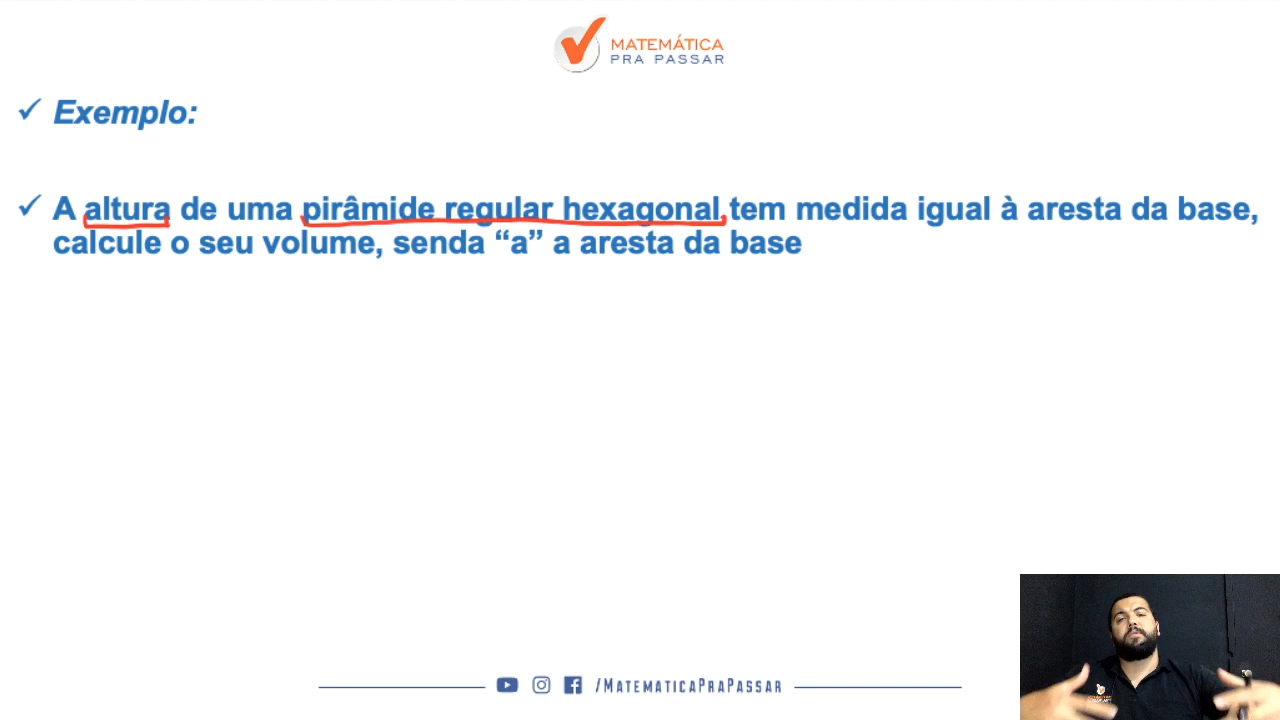 MATEMÁTICA
PRA PASSAR
Exemplo:
A altura de uma pirâmide regular hexagonal tem medida igual à aresta da base,
calcule o seu volume, senda “a” a aresta da base
/MATEMATICAPRAPASSAR